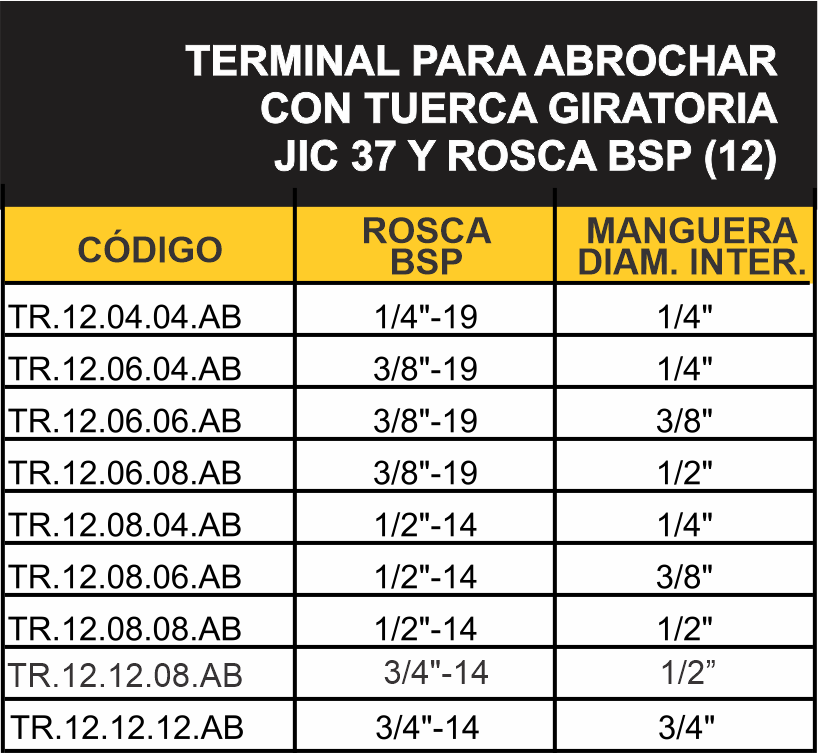 TERMINAL PARA ABROCHAR
CON TUERCA GIRATORIA
JIC 37 Y ROSCA BSP (12)
CÓDIGO ROSCA BSP MANGUERA DIAM. INTER.
TR.12.04.04.AB 1/4"-19 1/4"
TR.12.06.04.AB 3/8"-19 1/4"
TR.12.06.06.AB 3/8"-19 3/8"
TR.12.06.08.AB 3/8"-19 1/2"
TR.12.08.04.AB 1/2"-14 1/4"
TR.12.08.06.AB 1/2"-14 3/8"
TR.12.08.08.AB 1/2"-14 1/2"
TR.12.12.08.AB 3/4"-14 1/2”
TR.12.12.12.AB 3/4"-14 3/4"